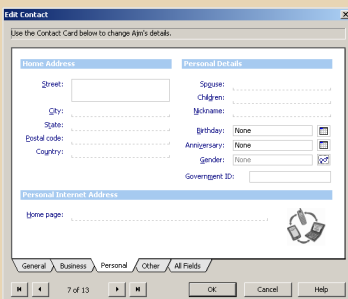 Edit Contact
Use the Contact Card below to change Ajm's details.
Home Address
Personal Details
Street:
Spouse:
Children:
City:
Nickname:
State:
Birthday: None
Postal code:
Anniversary: None
Country:
Gender: None
Government ID:
Personal Internet Address
Home page:
General Business Personal Other All Fields
7 of 13 OK Cancel Help